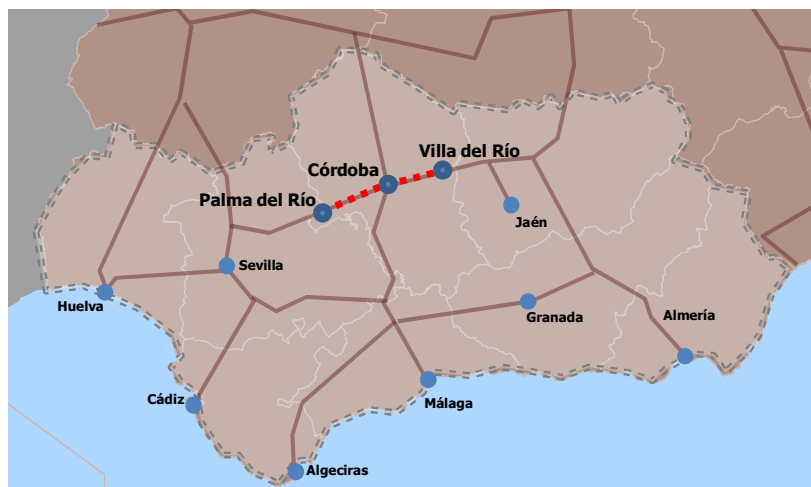 Villa del Río
Córdoba
Palma del Río
Jaén
Sevilla
Huelva
Granada
Almería
Cádiz
Málaga
Algeciras